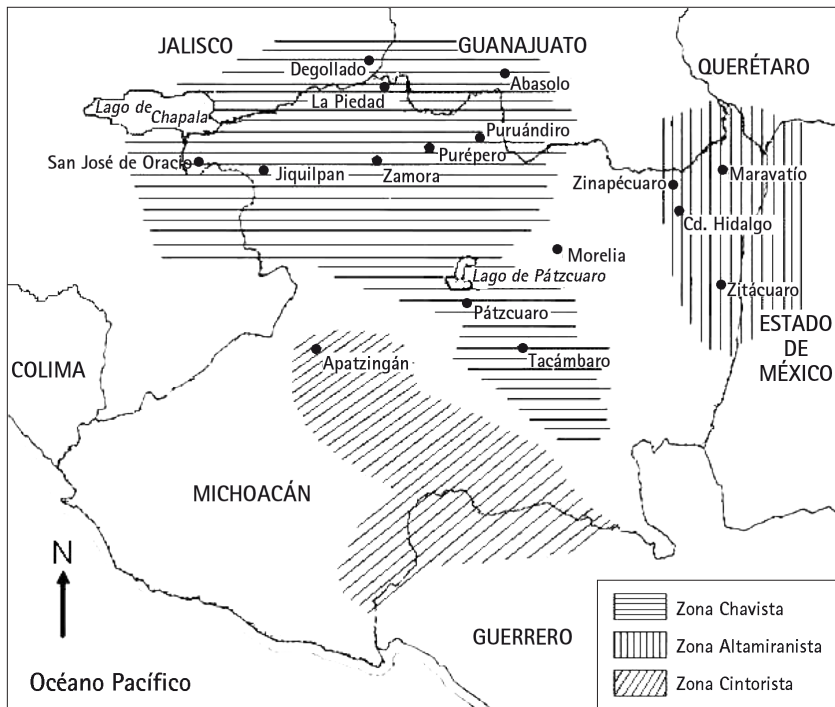 JALISCO
GUANAJUATO
QUERÉTARO
Degollado
Abasolo
La Piedad
Lago de
Chapala
Puruándiro
Purépero
San José de Oracio
Jiquilpan
Zamora
Zinapécuaro
Maravatío
Cd. Hidalgo
Morelia
Lago de Pátzcuaro
Zitácuaro
Pátzcuaro
ESTADO
DE
MÉXICO
Apatzingán
Tacámbaro
COLIMA
MICHOACÁN
N
GUERRERO
Océano Pacífico
Zona Chavista
Zona Altamiranista
Zona Cintorista